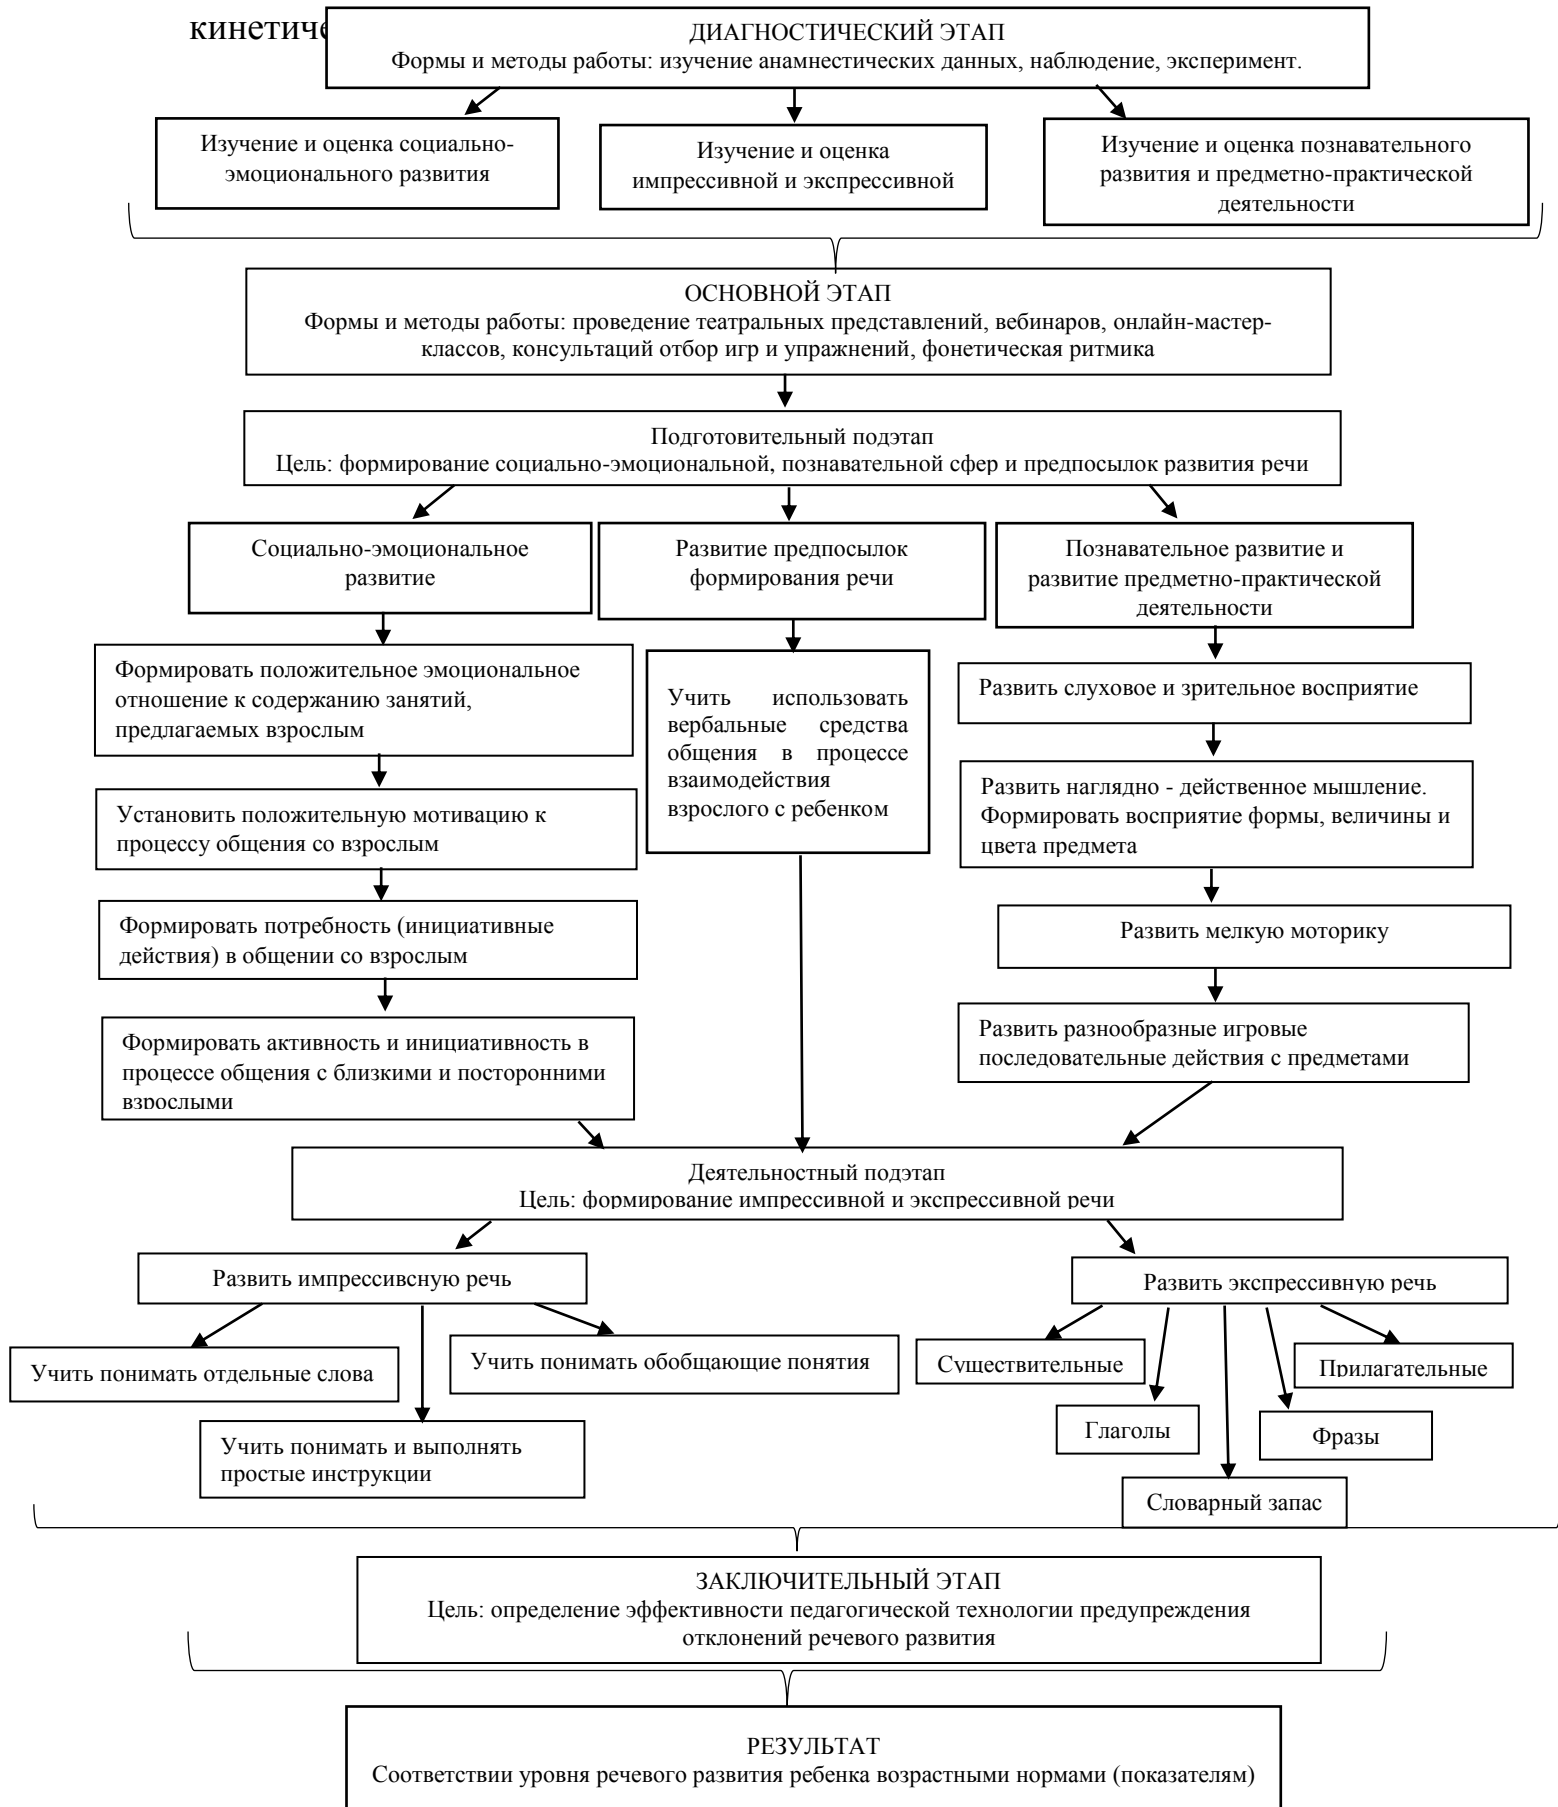 кинетиче
ДИАГНОСТИЧЕСКИЙ ЭТАП
Формы и методы работы: изучение анамнестических данных, наблюдение, эксперимент.
Изучение и оценка социально-
эмоционального развития
Изучение и оценка
импрессивной и экспрессивной
Изучение и оценка познавательного
развития и предметно-практической
деятельности
ОСНОВНОЙ ЭТАП
Формы и методы работы: проведение театральных представлений, вебинаров, онлайн-мастер-
классов, консультаций отбор игр и упражнений, фонетическая ритмика
Подготовительный подэтап
Цель: формирование социально-эмоциональной, познавательной сфер и предпосылок развития речи
Социально-эмоциональное
развитие
Развитие предпосылок
формирования речи
Познавательное развитие и
развитие предметно-практической
деятельности
Формировать положительное эмоциональное
отношение к содержанию занятий,
предлагаемых взрослым
Установить положительную мотивацию к
процессу общения со взрослым
Формировать потребность (инициативные
действия) в общении со взрослым
Формировать активность и инициативность в
процессе общения с близкими и посторонними
взрослыми
Учить использовать
вербальные средства
общения в процессе
взаимодействия
взрослого с ребенком
Развить слуховое и зрительное восприятие
Развить наглядно - действенное мышление.
Формировать восприятие формы, величины и
цвета предмета
Развить мелкую моторику
Развить разнообразные игровые
последовательные действия с предметами
Деятельностный подэтап
Цель: формирование импрессивной и экспрессивной речи
Развить импрессивсную речь
Учить понимать отдельные слова
Учить понимать обобщающие понятия
Учить понимать и выполнять
простые инструкции
Развить экспрессивную речь
Существительные
Прилагательные
Глаголы
Фразы
Словарный запас
ЗАКЛЮЧИТЕЛЬНЫЙ ЭТАП
Цель: определение эффективности педагогической технологии предупреждения
отклонений речевого развития
РЕЗУЛЬТАТ
Соответствии уровня речевого развития ребенка возрастными нормами (показателям)